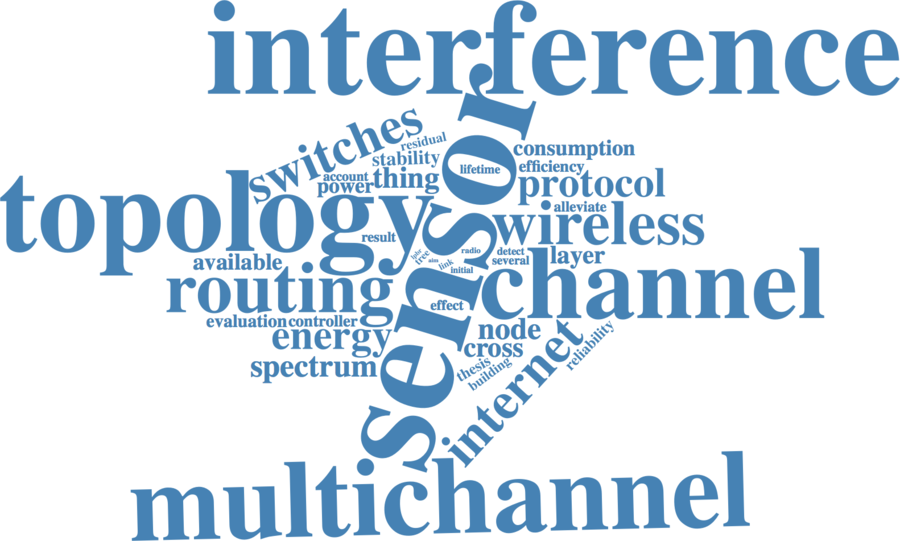 interference
sensor
switches
residual
stability
account
power
thing
lifetime
consumption
efficiency
protocol
alleviate
topology
wireless
result
tree
aim
link
radio
initial
detect
several
layer
available
routing
effect
channel
evaluation
controller
energy
node
cross
spectrum
thesis
building
internet
reliability
multichannel